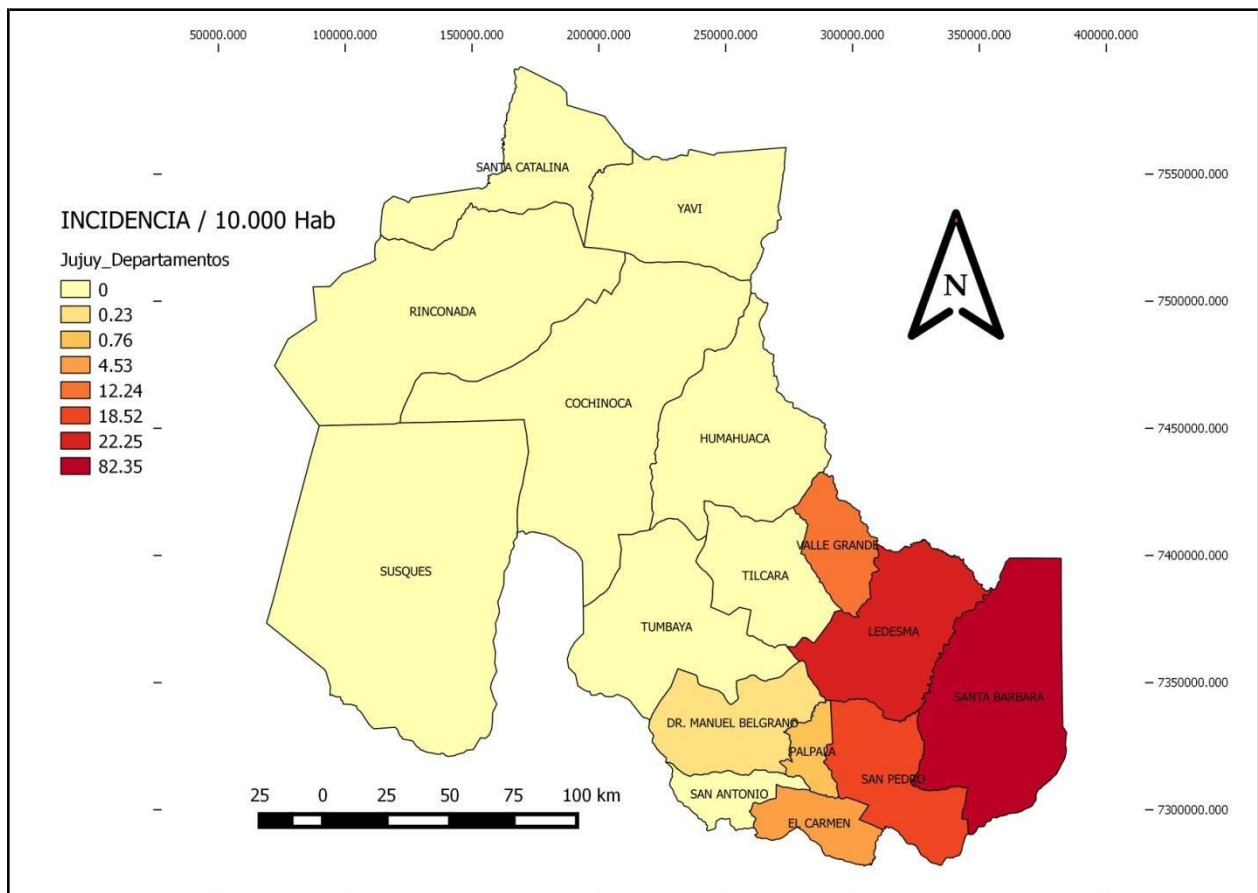 50000.000 100000.000 150000.000 200000.000 250000.000 300000.000 350000.000 400000.000
SANTA CATALINA
7550000.000
YAVI
INCIDENCIA / 10.000 Hab
Jujuy_Departamentos
0
0.23
0.76
4.53
12.24
18.52
22.25
82.35
N
7500000.000
RINCONADA
COCHINOCA
7450000.000
HUMAHUACA
VALLE GRANDE
7400000.000
SUSQUES
TILCARA
TUMBAYA
LEDESMA
7350000.000
SANTA BARBARA
DR. MANUEL BELGRANO
PALPALA
SAN PEDRO
SAN ANTONIO
7300000.000
EL CARMEN
25 0 25 50 75 100 km